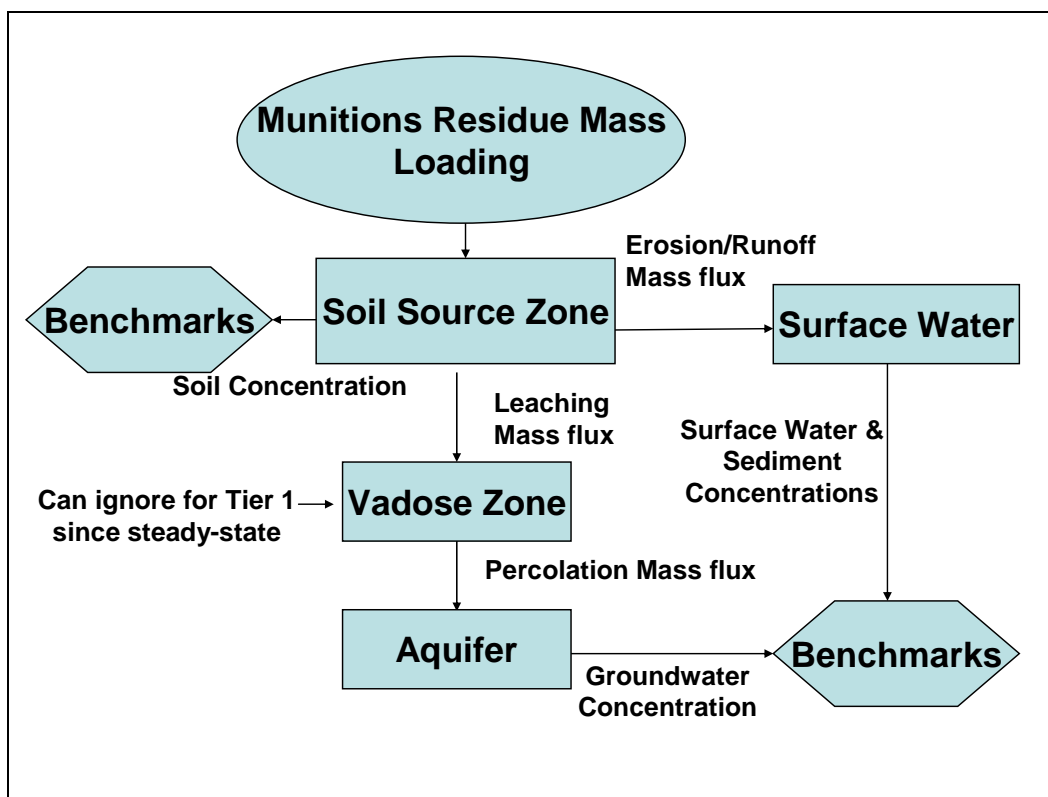 Munitions Residue Mass
Loading
Erosion/Runoff
Mass flux
Benchmarks
Soil Source Zone
Surface Water
Soil Concentration
Leaching
Mass flux
Surface Water &
Sediment
Concentrations
Can ignore for Tier 1
since steady-state
Vadose Zone
Percolation Mass flux
Aquifer
Groundwater
Concentration
Benchmarks